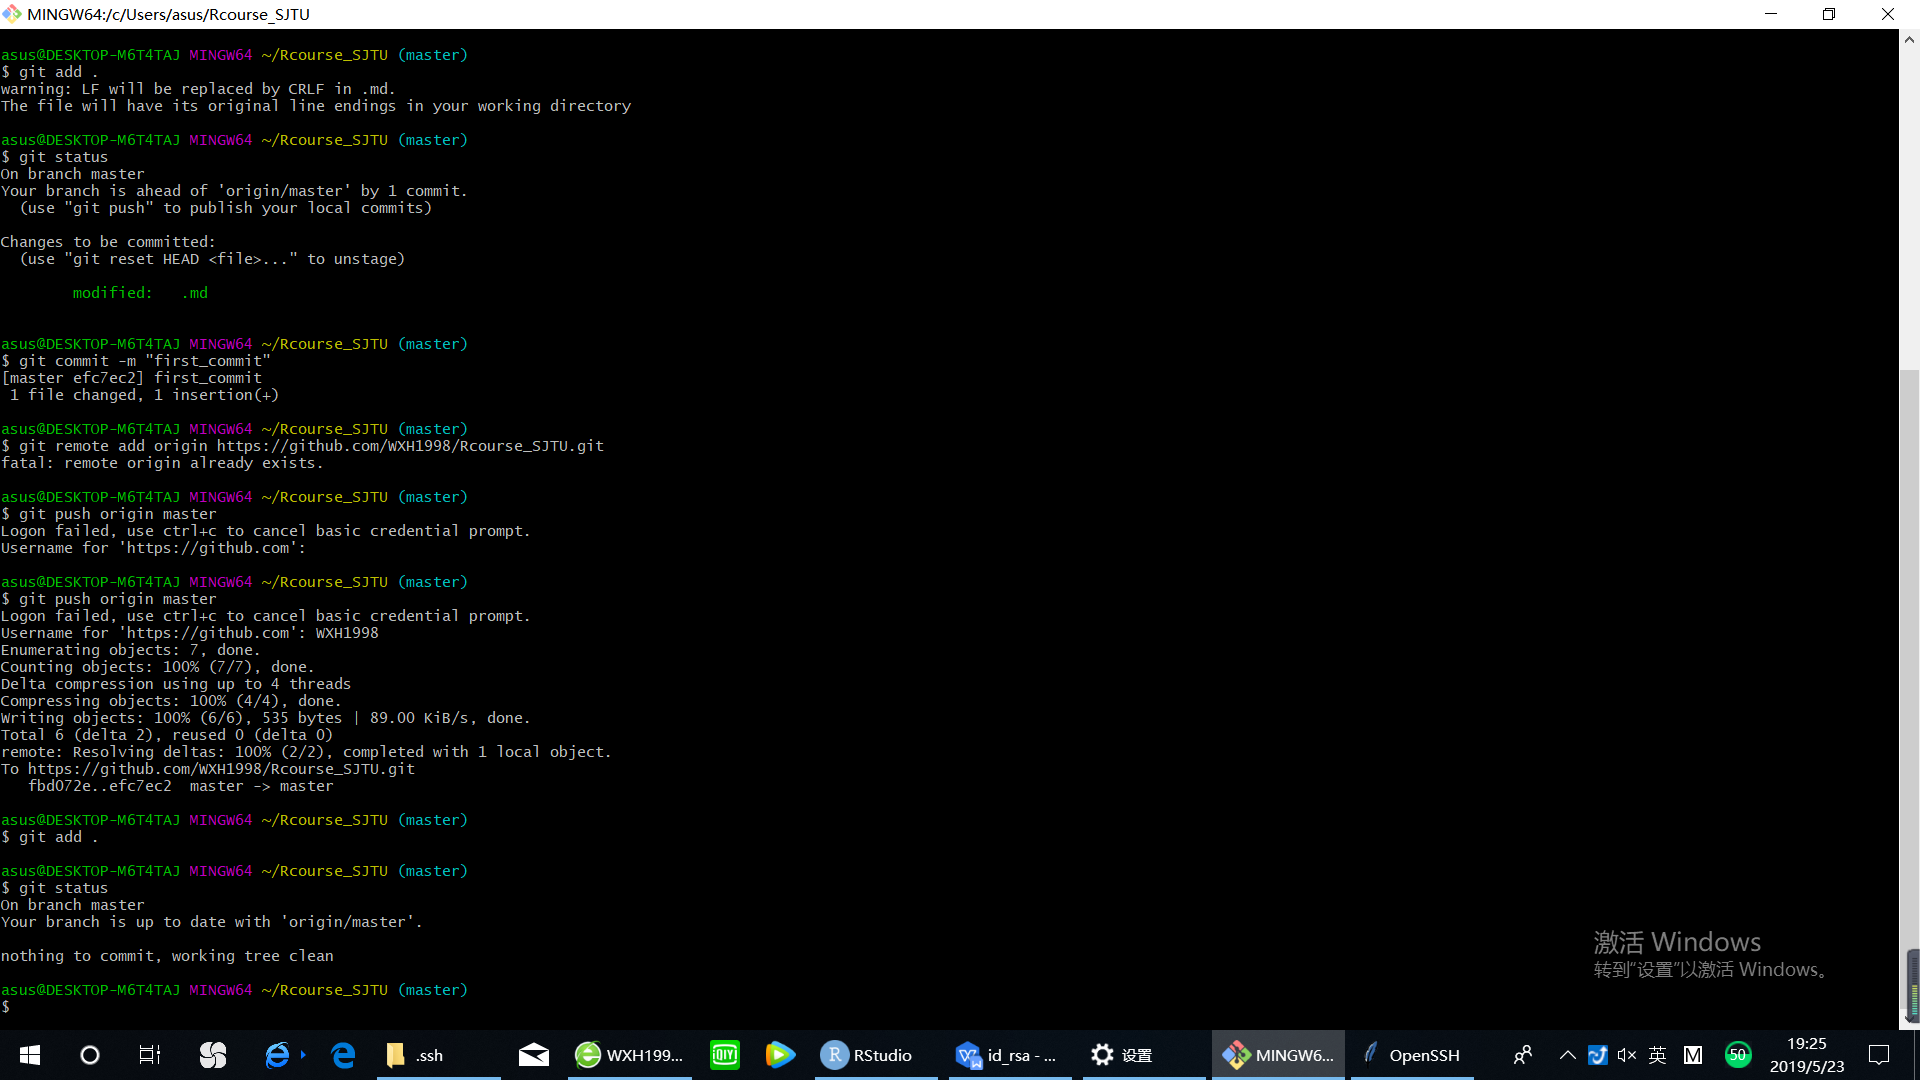 MINGW64:/c/Users/asus/Rcourse_SJTU
asus@DESKTOP-M6T4TAJ MINGW64 ~/Rcourse_SJTU (master)
$ git add .
warning: LF will be replaced by CRLF in .md.
The file will have its original line endings in your working directory
asus@DESKTOP-M6T4TAJ MINGW64 ~/Rcourse_SJTU (master)
$ git status
On branch master
Your branch is ahead of 'origin/master' by 1 commit.
  (use "git push" to publish your local commits)
Changes to be committed:
  (use "git reset HEAD <file>..." to unstage)
        modified:   .md
asus@DESKTOP-M6T4TAJ MINGW64 ~/Rcourse_SJTU (master)
$ git commit -m "first_commit"
[master efc7ec2] first_commit
 1 file changed, 1 insertion(+)
asus@DESKTOP-M6T4TAJ MINGW64 ~/Rcourse_SJTU (master)
$ git remote add origin https://github.com/WXH1998/Rcourse_SJTU.git
fatal: remote origin already exists.
asus@DESKTOP-M6T4TAJ MINGW64 ~/Rcourse_SJTU (master)
$ git push origin master
Logon failed, use ctrl+c to cancel basic credential prompt.
Username for 'https://github.com':
asus@DESKTOP-M6T4TAJ MINGW64 ~/Rcourse_SJTU (master)
$ git push origin master
Logon failed, use ctrl+c to cancel basic credential prompt.
Username for 'https://github.com': WXH1998
Enumerating objects: 7, done.
Counting objects: 100% (7/7), done.
Delta compression using up to 4 threads
Compressing objects: 100% (4/4), done.
Writing objects: 100% (6/6), 535 bytes | 89.00 KiB/s, done.
Total 6 (delta 2), reused 0 (delta 0)
remote: Resolving deltas: 100% (2/2), completed with 1 local object.
To https://github.com/WXH1998/Rcourse_SJTU.git
   fbd072e..efc7ec2  master -> master
asus@DESKTOP-M6T4TAJ MINGW64 ~/Rcourse_SJTU (master)
$ git add .
asus@DESKTOP-M6T4TAJ MINGW64 ~/Rcourse_SJTU (master)
$ git status
On branch master
Your branch is up to date with 'origin/master'.
nothing to commit, working tree clean
asus@DESKTOP-M6T4TAJ MINGW64 ~/Rcourse_SJTU (master)
$
激活 Windows
转到“设置”以激活 Windows。
.ssh
WXH199...
QIY
R RStudio
id_rsa - ...
设置
MINGW6...
OpenSSH
英
M
50
19:25
2019/5/23